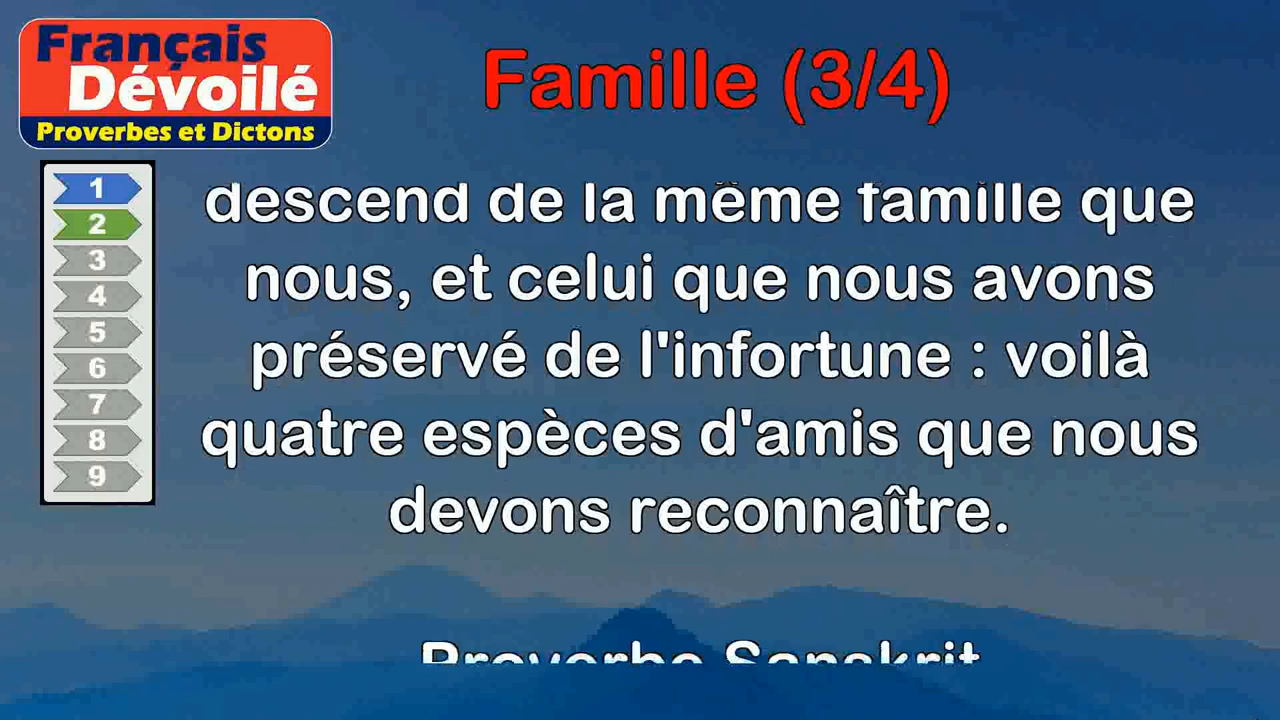 Français
Dévoilé
Proverbes et Dictons
Famille (3/4)
1
2
3
4
5
6
7
8
9
descend de la même famille que
nous, et celui que nous avons
préservé de l'infortune : voilà
quatre espèces d'amis que nous
devons reconnaître.
Proverbe Sanskrit